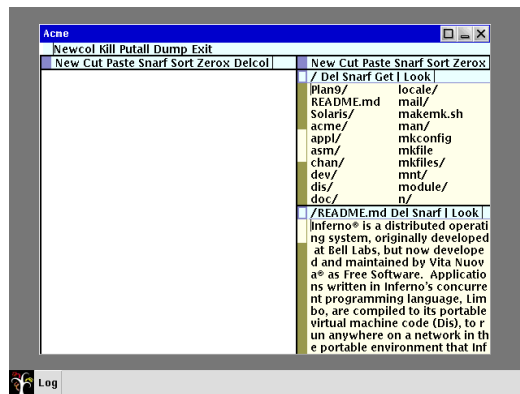 Acme
Newcol Kill Putall Dump Exit
New Cut Paste Snarf Sort Zerox Delcol
New Cut Paste Snarf Sort Zerox
/ Del Snarf Get | Look
Plan9/ locale/
README.md mail/
Solaris/ makemk.sh
acme/ man/
appl/ mkconfig
asm/ mkfile
chan/ mkfiles/
dev/ mnt/
dis/ module/
doc/ n/
/README.md Del Snarf | Look
Inferno® is a distributed operati
ng system, originally developed
at Bell Labs, but now develope
d and maintained by Vita Nuov
a® as Free Software. Applicatio
ns written in Inferno's concurre
nt programming language, Lim
bo, are compiled to its portable
virtual machine code (Dis), to r
un anywhere on a network in th
e portable environment that Inf
Log